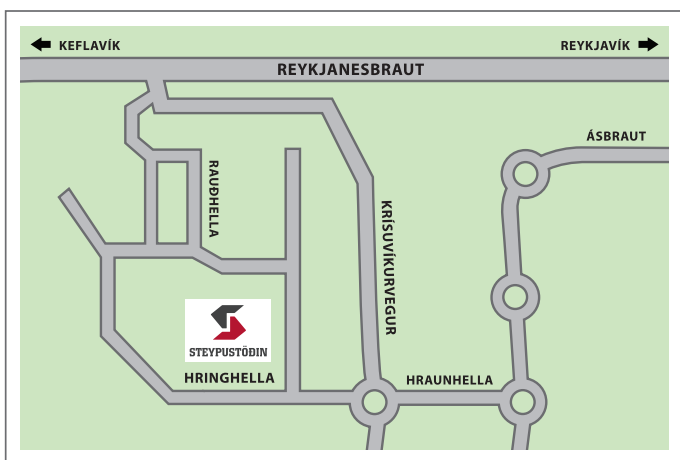 KEFLAVÍK
REYKJAVÍK
REYKJANESBRAUT
ÁSBRAUT
RAUÐHELLA
KRÍSUVÍKURVEGUR
STEYPUSTÖÐIN
HRINGHELLA
HRAUNHELLA